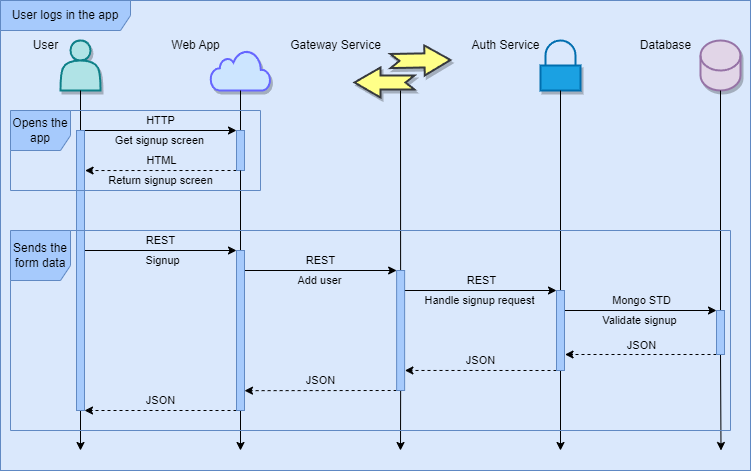 User logs in the app
User
Web App
Gateway Service
Auth Service
Database
Opens the
app
HTTP
Get signup screen
HTML
Return signup screen
Sends the
form data
REST
Signup
REST
Add user
REST
Handle signup request
Mongo STD
Validate signup
JSON
JSON
JSON
JSON